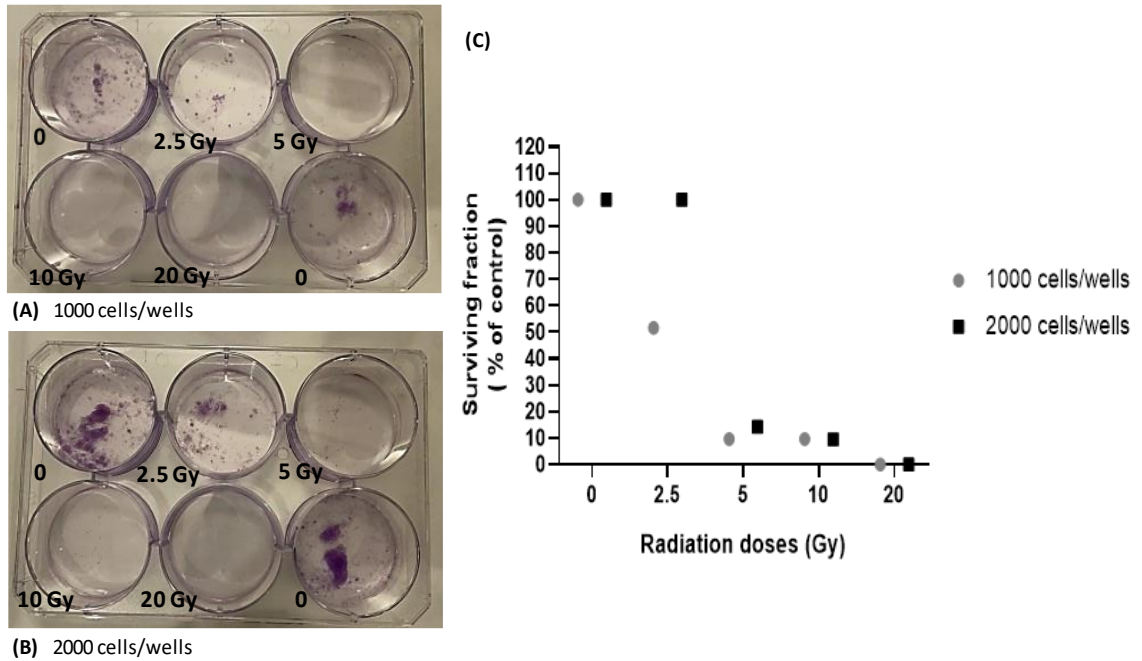 0
2.5 Gy
5 Gy
10 Gy
20 Gy
0
(A) 1000 cells/wells
0
2.5 Gy
5 Gy
10 Gy
20 Gy
0
(B) 2000 cells/wells
(C)
Surviving fraction
( % of control)
120
110
100
90
80
70
60
50
40
30
20
10
0
0 2.5 5 10 20
Radiation doses (Gy)
1000 cells/wells
2000 cells/wells